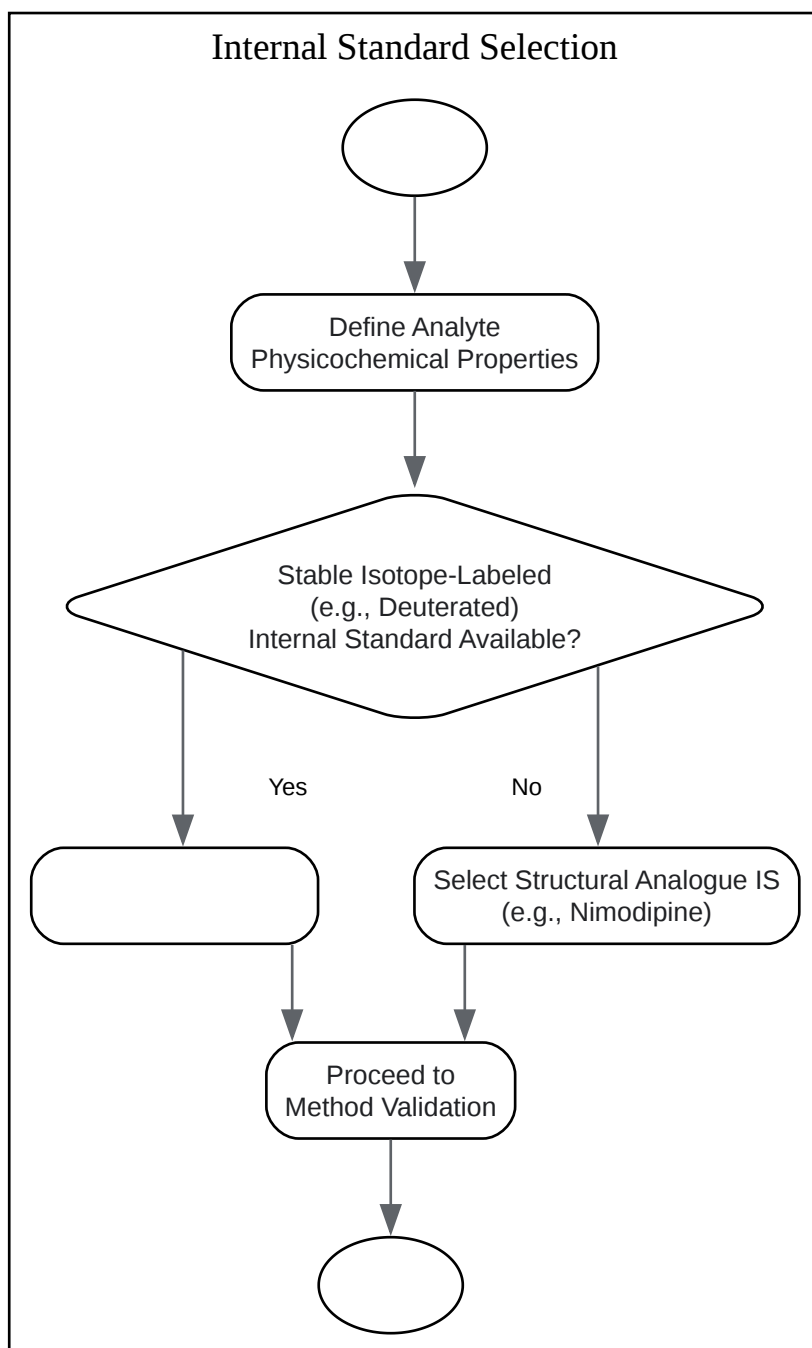 Internal Standard Selection
Define Analyte
Physicochemical Properties
Stable Isotope-Labeled
(e.g., Deuterated)
Internal Standard Available?
Yes
No
Select Structural Analogue IS
(e.g., Nimodipine)
Proceed to
Method Validation